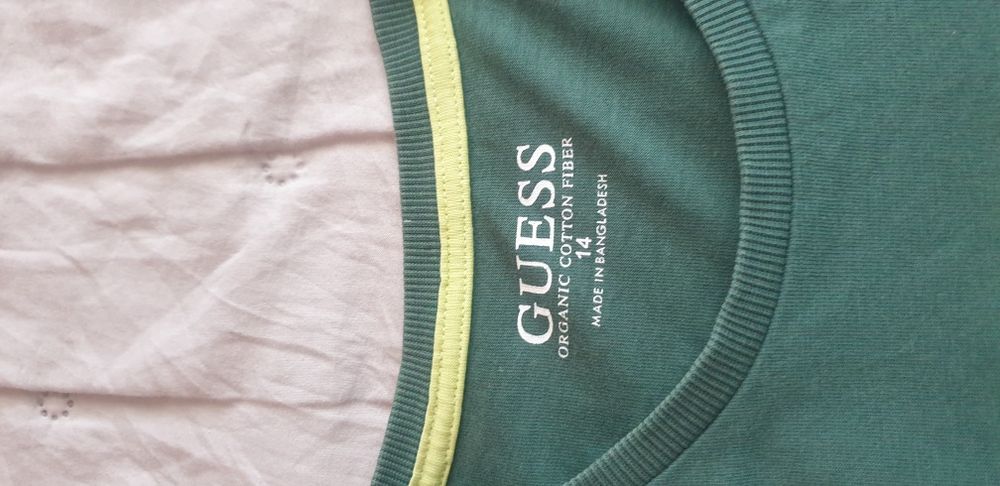 GUESS
ORGANIC COTTON FIBER
14
MADE IN BANGLADESH